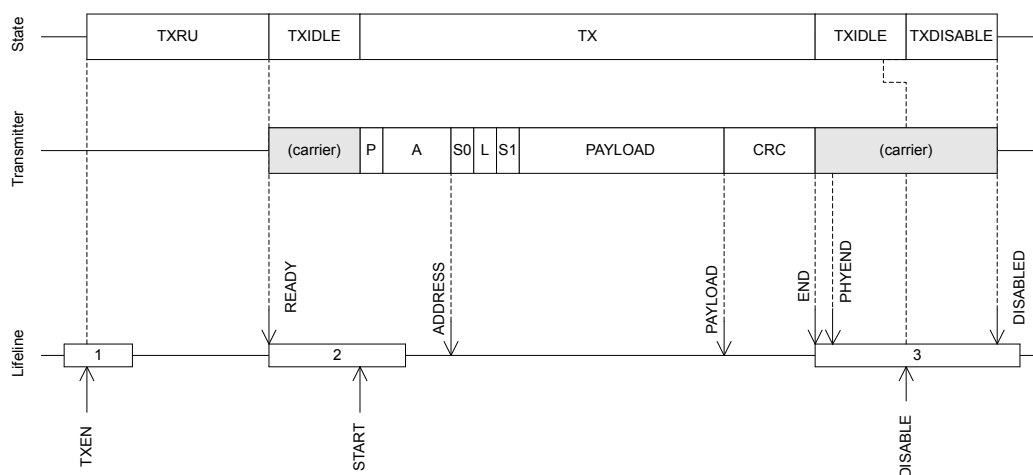 State
TXRU
TXIDLE
TX
TXIDLE
TXDISABLE
Transmitter
(carrier)
P
A
S0
L
S1
PAYLOAD
CRC
(carrier)
READY
ADDRESS
PAYLOAD
END
PHYEND
DISABLED
Lifeline
1
2
3
TXEN
START
DISABLE